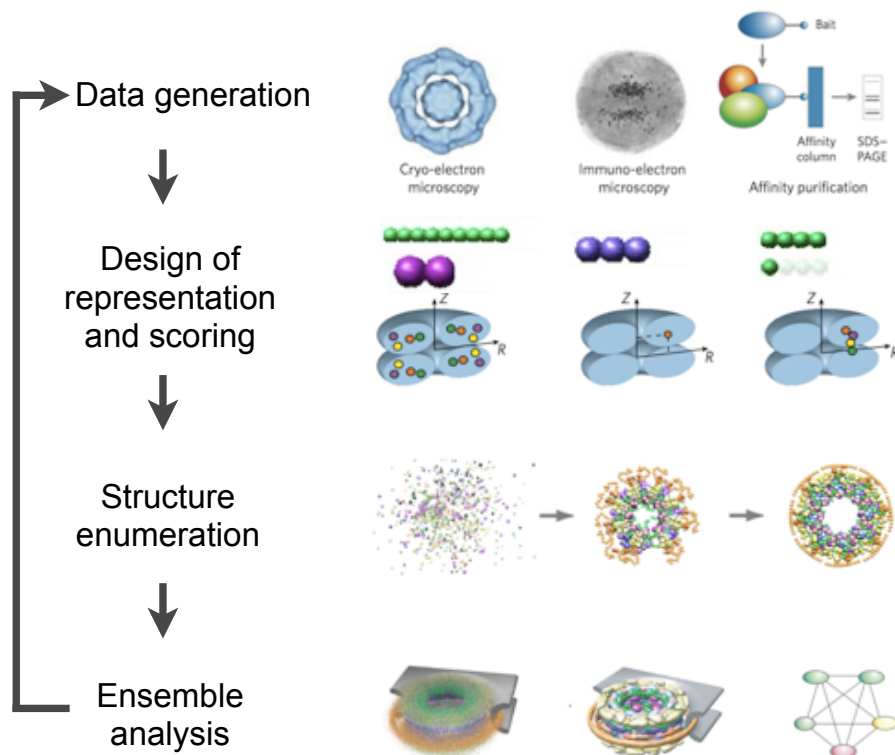 Bait
Data generation
Affinity
column
SDS–
PAGE
Cryo-electron
microscopy
Immuno-electron
microscopy
Affinity purification
Design of
representation
and scoring
Z
R
Z
R
Z
R
Structure
enumeration
Ensemble
analysis